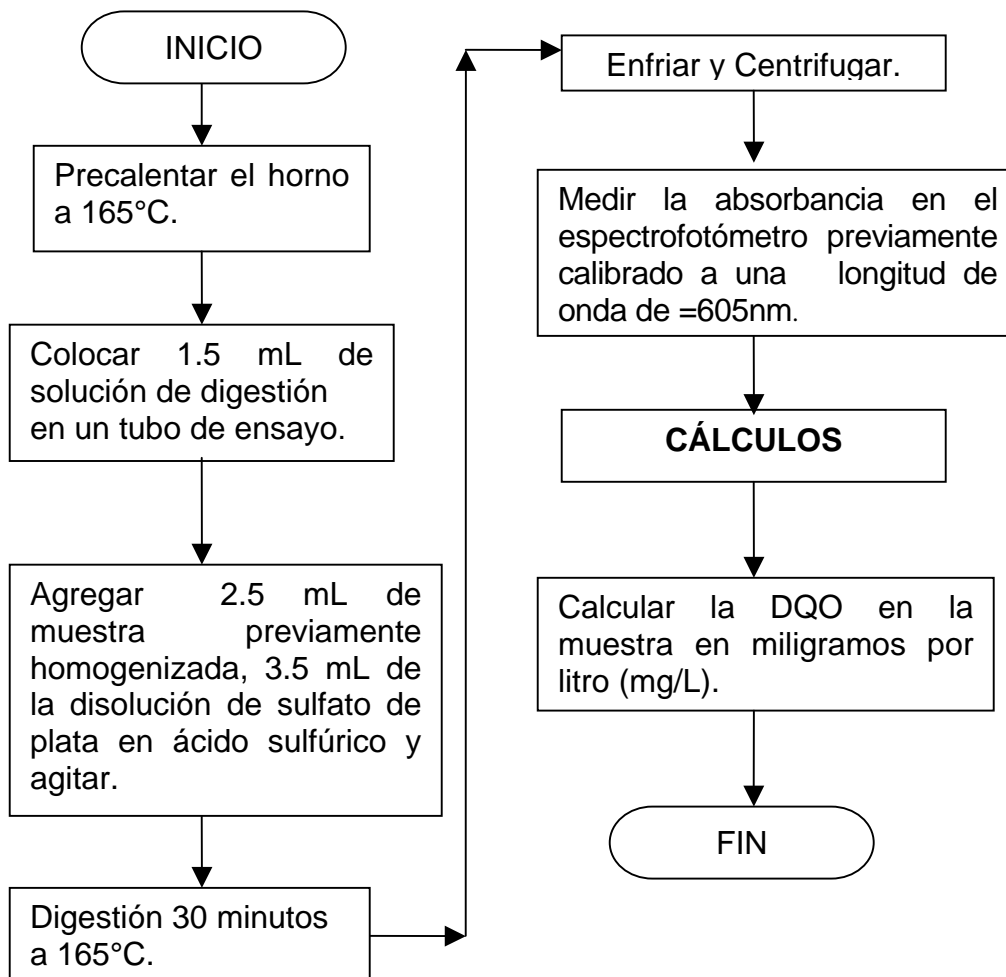 INICIO
Precalentar el horno
a 165°C.
Colocar 1.5 mL de
solución de digestión
en un tubo de ensayo.
Agregar 2.5 mL de
muestra previamente
homogenizada, 3.5 mL de
la disolución de sulfato de
plata en ácido sulfúrico y
agitar.
Digestión 30 minutos
a 165°C.
Enfriar y Centrifugar.
Medir la absorbancia en el
espectrofotómetro previamente
calibrado a una longitud de
onda de =605nm.
CÁLCULOS
Calcular la DQO en la
muestra en miligramos por
litro (mg/L).
FIN